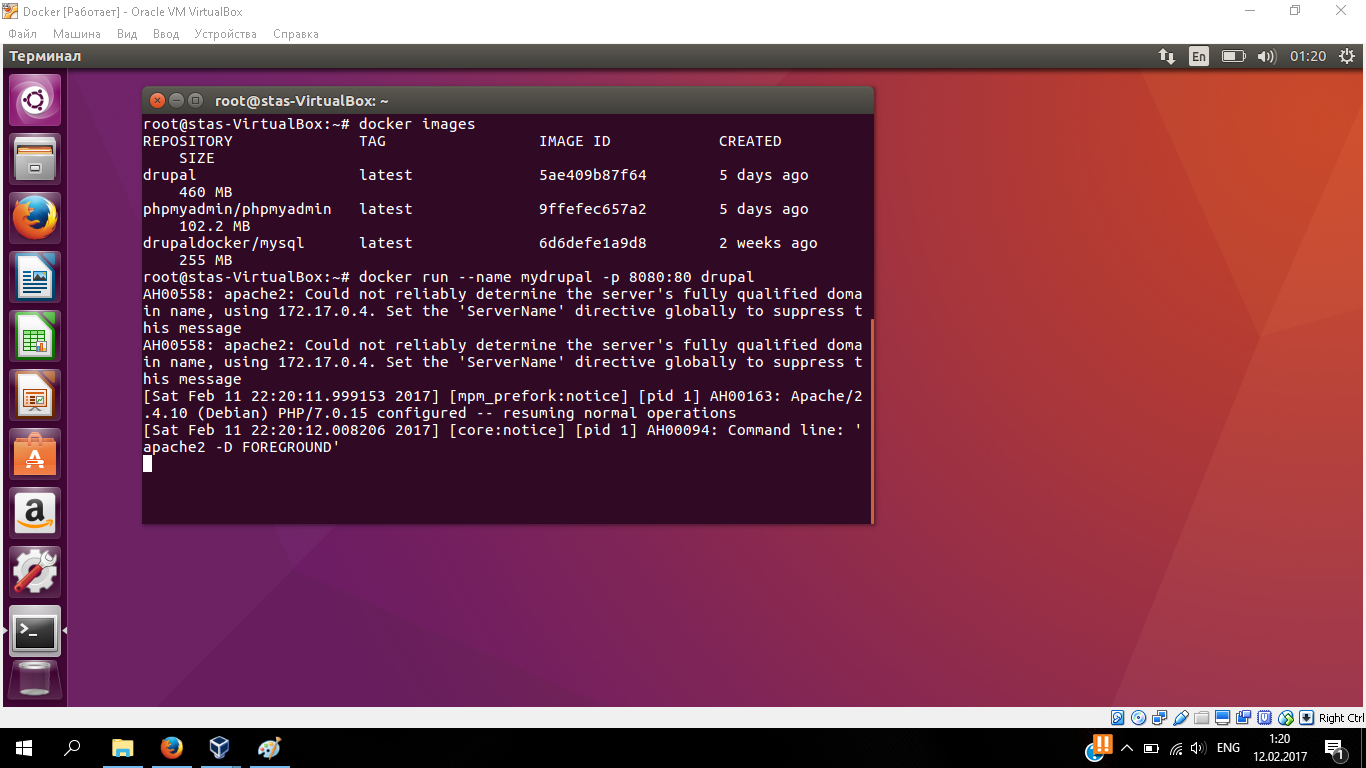 Docker [Работает] - Oracle VM VirtualBox
Файл Машина Вид Ввод Устройства Справка
Терминал En 01:20
root@stas-VirtualBox: ~
root@stas-VirtualBox:~# docker images
REPOSITORY TAG IMAGE ID CREATED
SIZE
drupal latest 5ae409b87f64 5 days ago
460 MB
phpmyadmin/phpmyadmin latest 9ffefec657a2 5 days ago
102.2 MB
drupaldocker/mysql latest 6d6defe1a9d8 2 weeks ago
255 MB
root@stas-VirtualBox:~# docker run --name mydrupal -p 8080:80 drupal
AH00558: apache2: Could not reliably determine the server's fully qualified doma
in name, using 172.17.0.4. Set the 'ServerName' directive globally to suppress t
his message
AH00558: apache2: Could not reliably determine the server's fully qualified doma
in name, using 172.17.0.4. Set the 'ServerName' directive globally to suppress t
his message
[Sat Feb 11 22:20:11.999153 2017] [mpm_prefork:notice] [pid 1] AH00163: Apache/2
.4.10 (Debian) PHP/7.0.15 configured -- resuming normal operations
[Sat Feb 11 22:20:12.008206 2017] [core:notice] [pid 1] AH00094: Command line: '
apache2 -D FOREGROUND'
Right Ctrl
ENG 1:20
12.02.2017 1